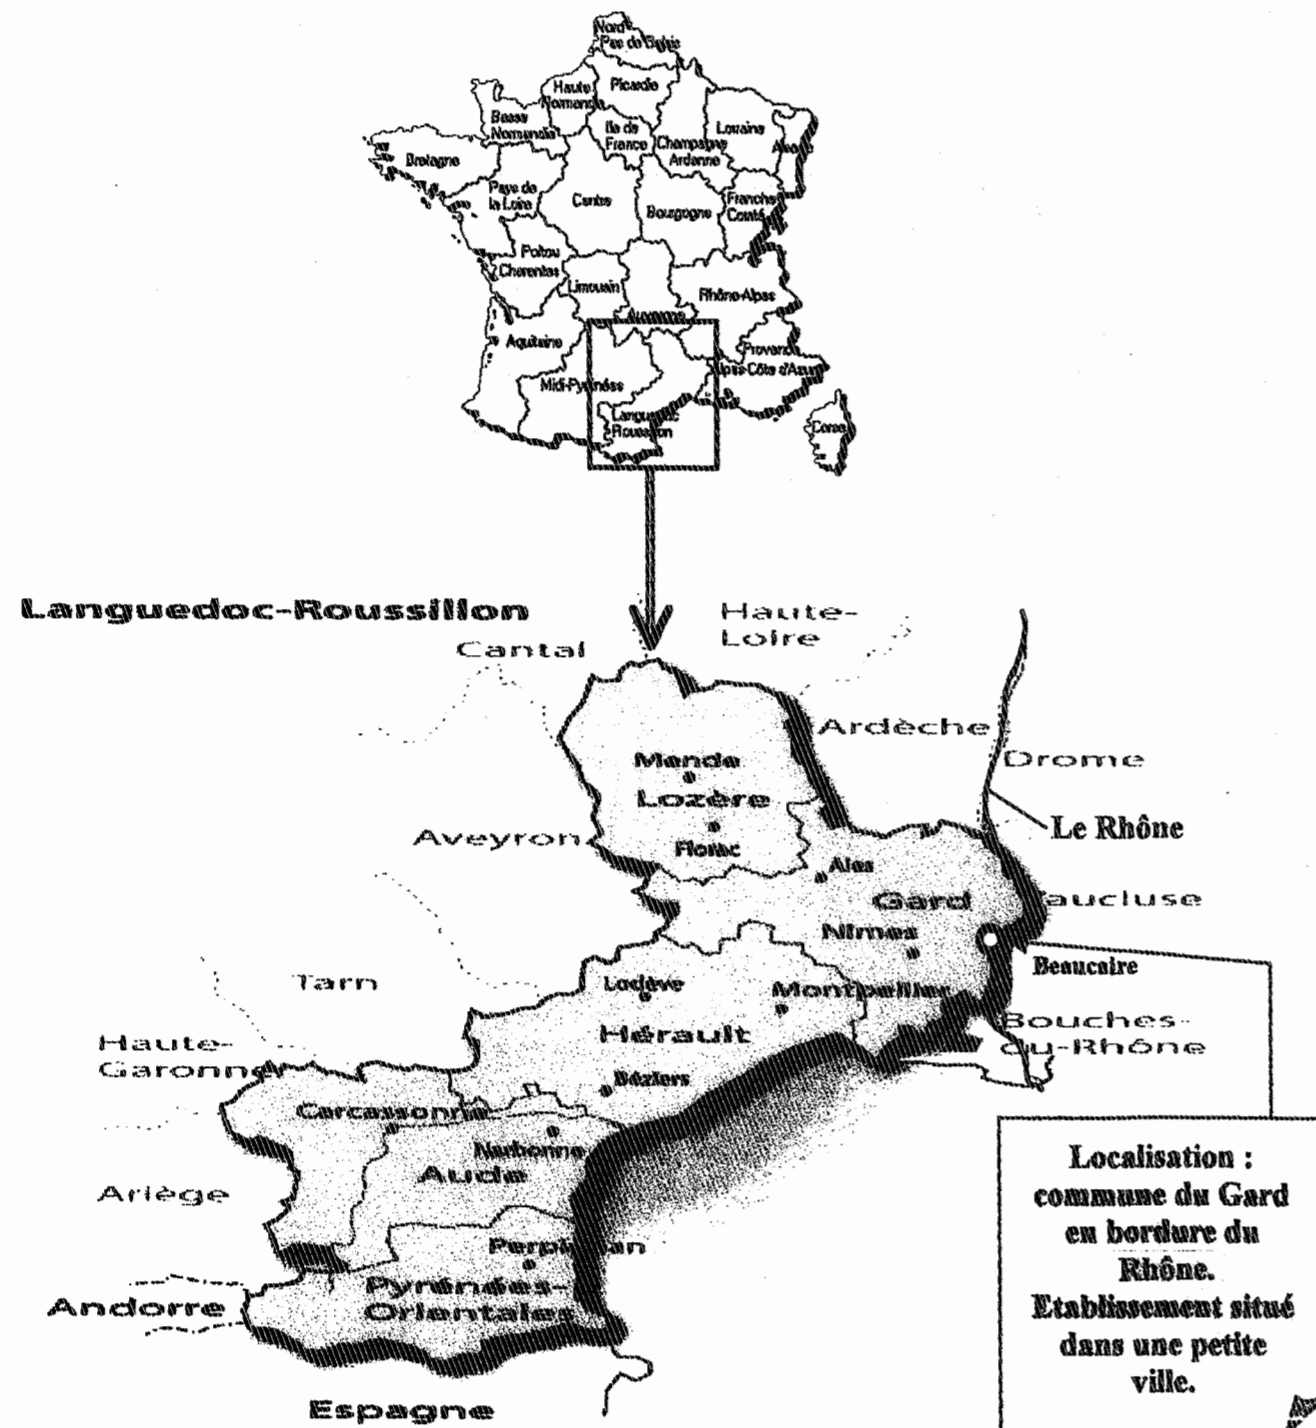 Nord
Pas de Calais
Haute
Normandie
Picardie
Basse
Normandie
Ile de
France
Champagne
Ardenne
Lorraine
Alsace
Bretagne
Pays de
la Loire
Centre
Bourgogne
Franche
Comté
Poitou
Charentes
Limousin
Auvergne
Rhône-Alpes
Aquitaine
Midi-Pyrénées
Provence
Alpes-Côte d'Azur
Languedoc
Roussillon
Corse
Languedoc-Roussillon
Haute-
Loire
Cantal
Ardèche
Drome
Mende
Lozère
Le Rhône
Aveyron
Florac
Ales
Gard
aucluse
Nîmes
Beaucaire
Tarn
Lodève
Montpellier
Hérault
Bouches-
du-Rhône
Haute-
Garonne
Béziers
Carcassonne
Narbonne
Aude
Ariège
Perpignan
Pyrénées-
Orientales
Andorre
Espagne
Localisation :
commune du Gard
en bordure du
Rhône.
Etablissement situé
dans une petite
ville.